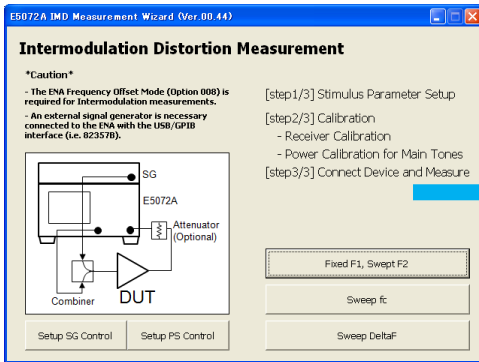 E5072A IMD Measurement Wizard (Ver.00.44)
Intermodulation Distortion Measurement
*Caution*
- The ENA Frequency Offset Mode (Option 008) is
required for Intermodulation measurements.
- An external signal generator is necessary
connected to the ENA with the USB/GPIB
interface (i.e. 82357B).
SG
E5072A
Attenuator
(Optional)
Combiner
DUT
Setup SG Control
Setup PS Control
[step1/3] Stimulus Parameter Setup
[step2/3] Calibration
- Receiver Calibration
- Power Calibration for Main Tones
[step3/3] Connect Device and Measure
Fixed F1, Swept F2
Sweep fc
Sweep DeltaF